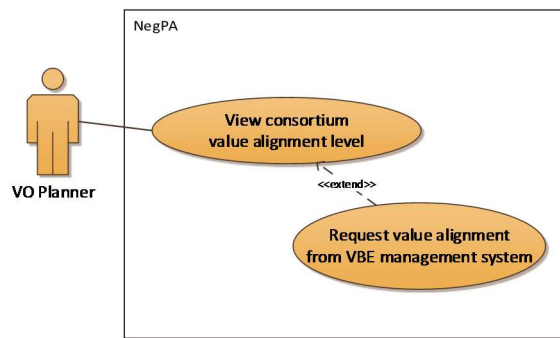 NegPA
View consortium
value alignment level
VO Planner
<<extend>>
Request value alignment
from VBE management system